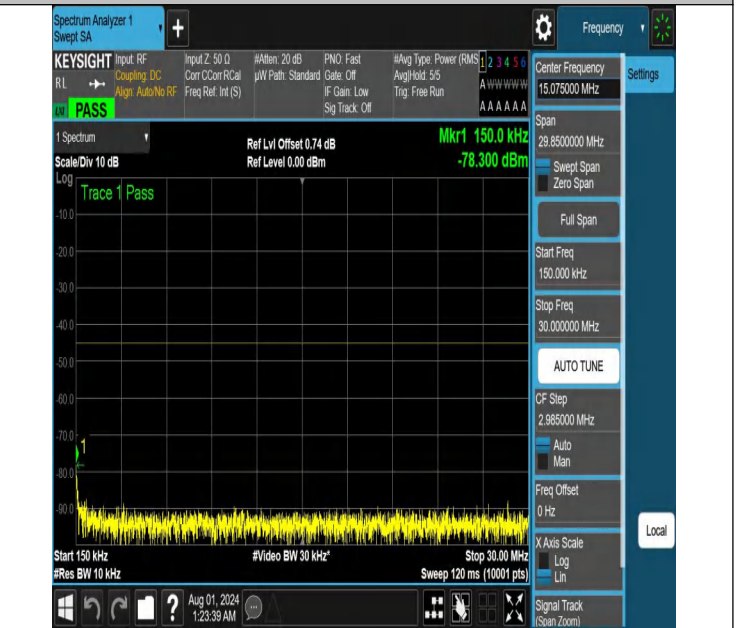 Spectrum Analyzer 1
Swept SA
+
Frequency
KEYSIGHT
RL
PASS
Input: RF
Coupling: DC
Align: Auto/No RF
Input Z: 50 Ω
Corr CCorr RCal
Freq Ref: Int (S)
#Atten: 20 dB
µW Path: Standard
PNO: Fast
Gate: Off
IF Gain: Low
Sig Track: Off
#Avg Type: Power (RMS
Avg|Hold: 5/5
Trig: Free Run
1 2 3 4 5 6
A W W W W W
A A A A A A
1 Spectrum
Scale/Div 10 dB
Log
Ref Lvl Offset 0.74 dB
Ref Level 0.00 dBm
Mkr1 150.0 kHz
-78.300 dBm
Trace 1 Pass
-10.0
-20.0
-30.0
-40.0
-50.0
-60.0
-70.0
1
-80.0
-90.0
Start 150 kHz
#Res BW 10 kHz
#Video BW 30 kHz*
Stop 30.00 MHz
Sweep 120 ms (10001 pts)
Center Frequency
15.075000 MHz
Settings
Span
29.8500000 MHz
Swept Span
Zero Span
Full Span
Start Freq
150.000 kHz
Stop Freq
30.000000 MHz
AUTO TUNE
CF Step
2.985000 MHz
Auto
Man
Freq Offset
0 Hz
X Axis Scale
Log
Lin
Local
Signal Track
(Span Zoom)
?
Aug 01, 2024
1:23:39 AM